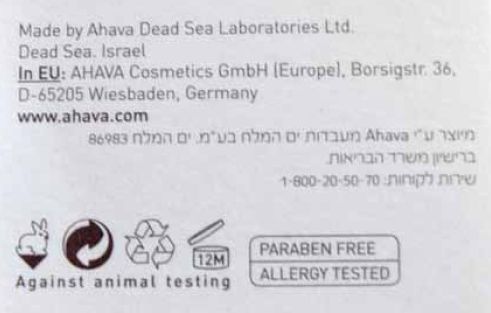 Made by Ahava Dead Sea Laboratories Ltd.
Dead Sea. Israel
In EU: AHAVA Cosmetics GmbH (Europe), Borsigstr. 36,
D-65205 Wiesbaden, Germany
www.ahava.com
מיוצר ע"י Ahava מעבדות ים המלח בע"מ. ים המלח 86983
ברישיון משרד הבריאות.
שירות לקוחות: 1-800-20-50-70
12M
Against animal testing
PARABEN FREE
ALLERGY TESTED